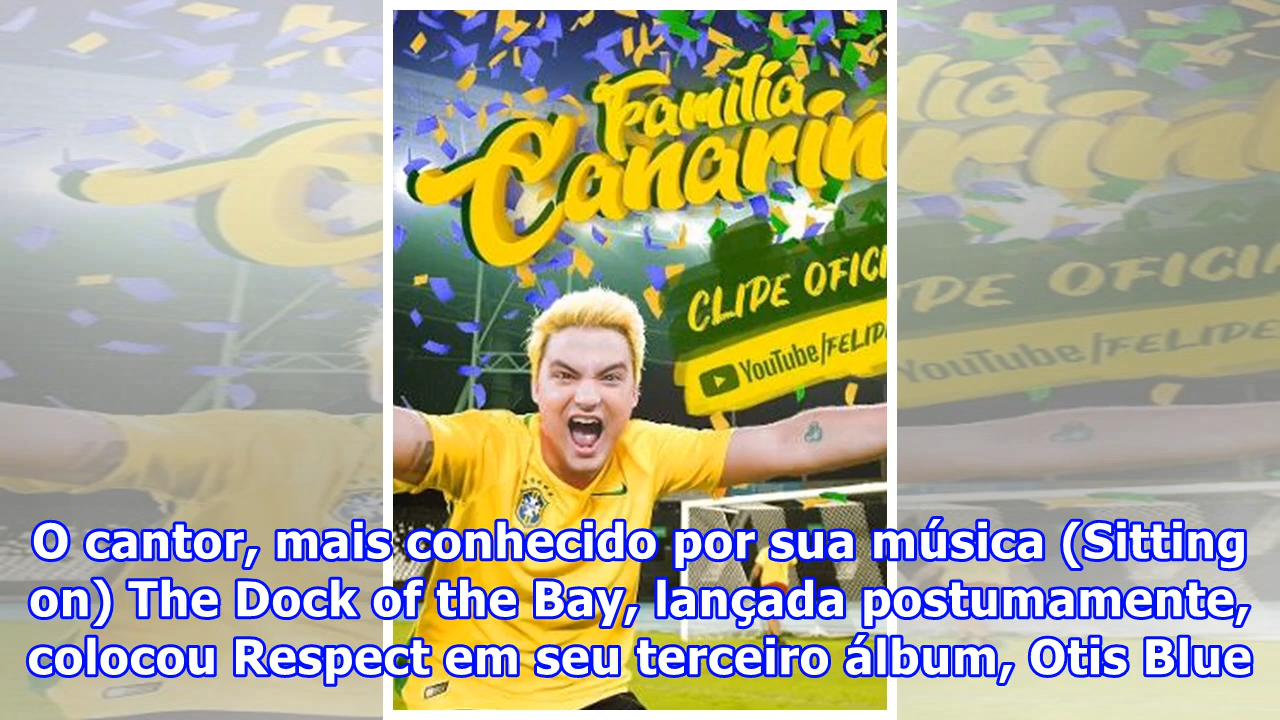 Família
Canarin
CLIPE OFICI
YouTube/FELIP
O cantor, mais conhecido por sua música (Sitting
on) The Dock of the Bay, lançada postumamente,
colocou Respect em seu terceiro álbum, Otis Blue